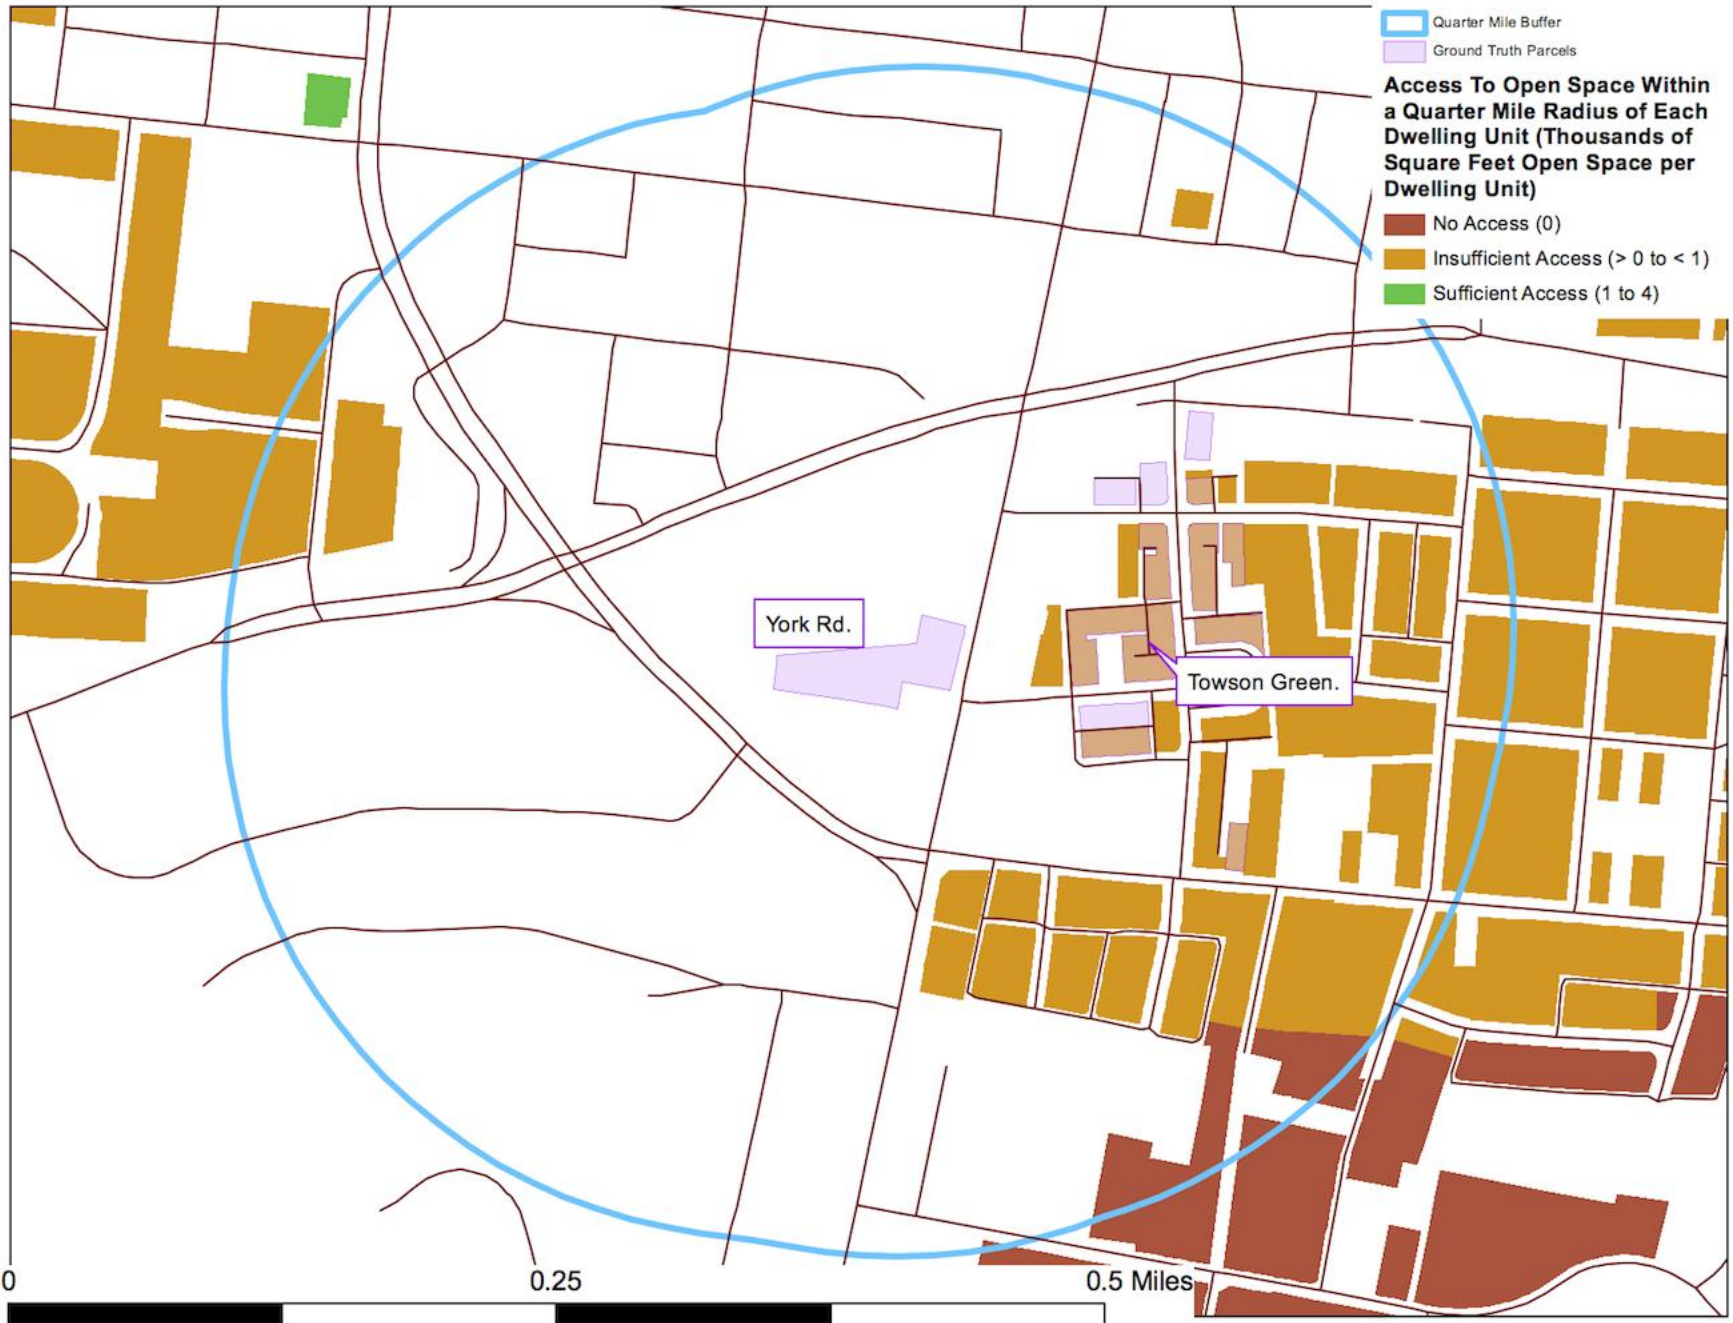 Quarter Mile Buffer
Ground Truth Parcels
Access To Open Space Within
a Quarter Mile Radius of Each
Dwelling Unit (Thousands of
Square Feet Open Space per
Dwelling Unit)
No Access (0)
Insufficient Access (> 0 to < 1)
Sufficient Access (1 to 4)
York Rd.
Towson Green.
0 0.25 0.5 Miles